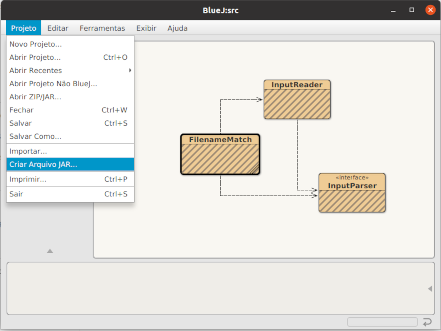 BlueJ:src
Projeto Editar Ferramentas Exibir Ajuda
Novo Projeto...
Abrir Projeto... Ctrl+O
Abrir Recentes
Abrir Projeto Não BlueJ...
Abrir ZIP/JAR...
Fechar Ctrl+W
Salvar Ctrl+S
Salvar Como...
Importar...
Criar Arquivo JAR...
Imprimir... Ctrl+P
Sair Ctrl+S
InputReader
FilenameMatch
«interface»
InputParser